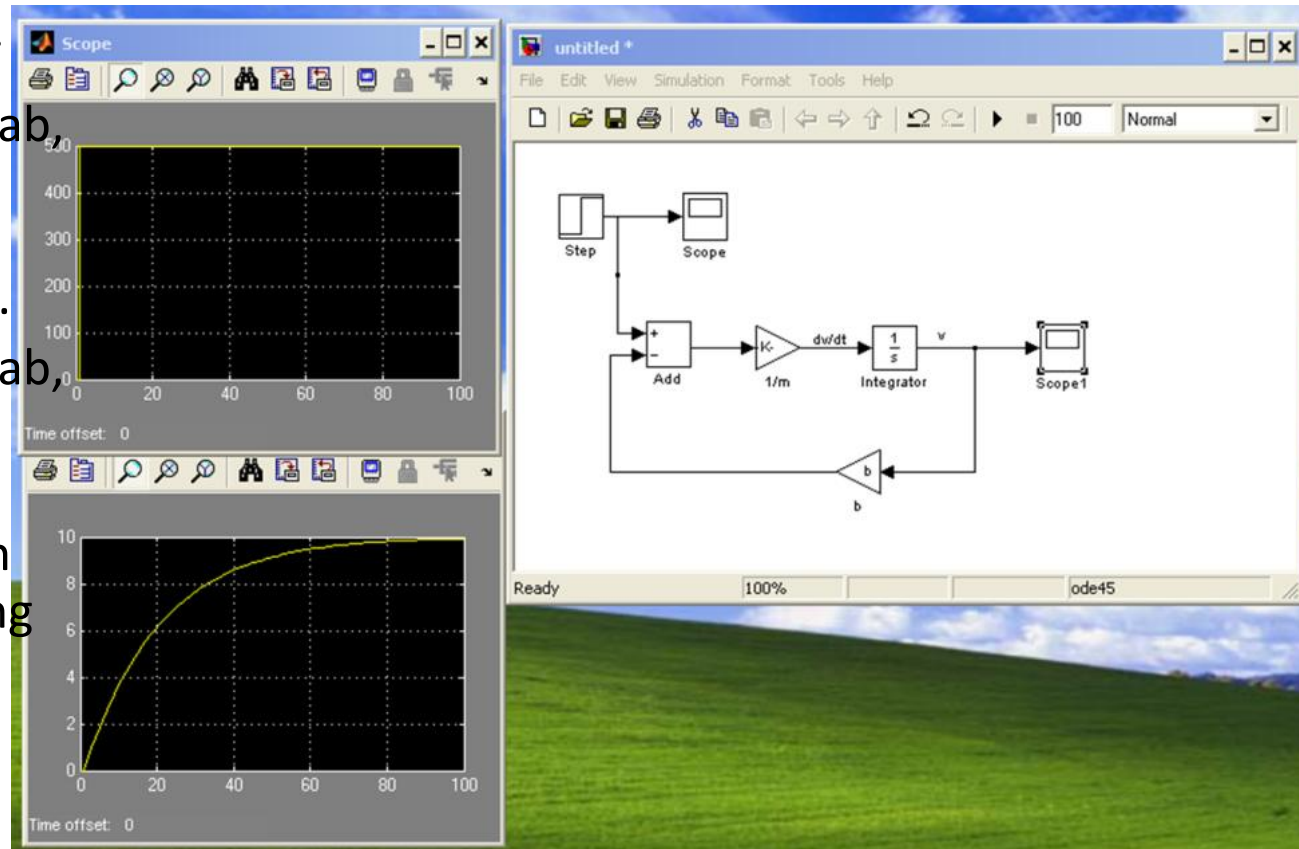 Scope
ab,
500
400
300
200
100
0
0 20 40 60 80 100
Time offset: 0
.
ab,
n
ng
10
8
6
4
2
0
0 20 40 60 80 100
Time offset: 0
untitled *
File Edit View Simulation Format Tools Help
100 Normal
Step
Scope
+
−
Add
K-
1/m
dv/dt
1
s
Integrator
v
Scope1
b
b
Ready 100% ode45